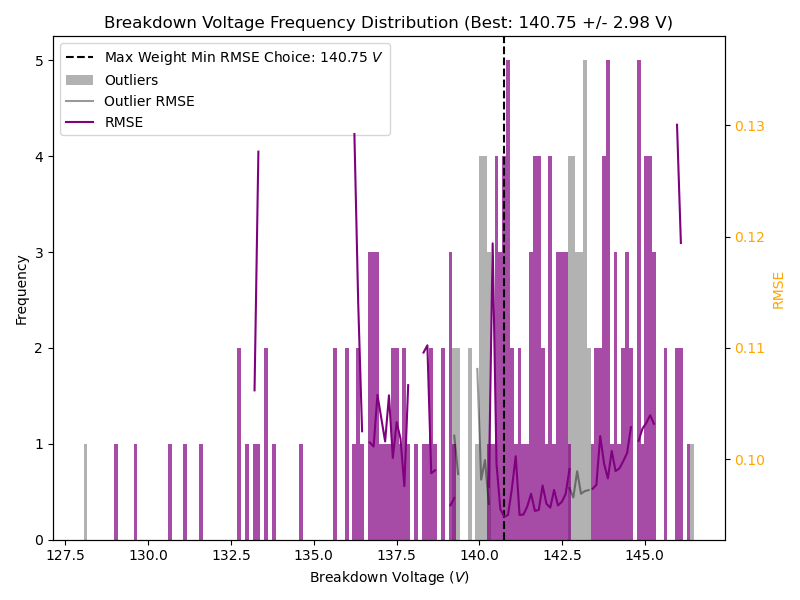 Breakdown Voltage Frequency Distribution (Best: 140.75 +/- 2.98 V)
Max Weight Min RMSE Choice: 140.75 V
Outliers
Outlier RMSE
RMSE
5
4
3
2
1
0
Frequency
0.13
0.12
0.11
0.10
RMSE
127.5 130.0 132.5 135.0 137.5 140.0 142.5 145.0
Breakdown Voltage (V)